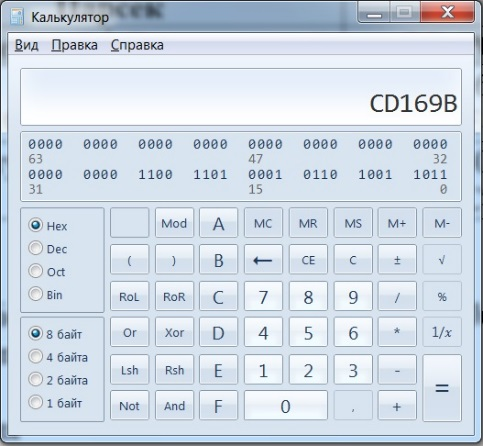 Парсек
Калькулятор
Вид Правка Справка
CD169B
0000 0000 0000 0000 0000 0000 0000 0000
63 47 32
0000 0000 1100 1101 0001 0110 1001 1011
31 15 0
Hex Mod A MC MR MS M+ M-
Dec ( ) B ← CE C ± √
Oct RoL RoR C 7 8 9 / %
Bin
8 байт Or Xor D 4 5 6 * 1/x
4 байта Lsh Rsh E 1 2 3 - =
2 байта
1 байт Not And F 0 , +